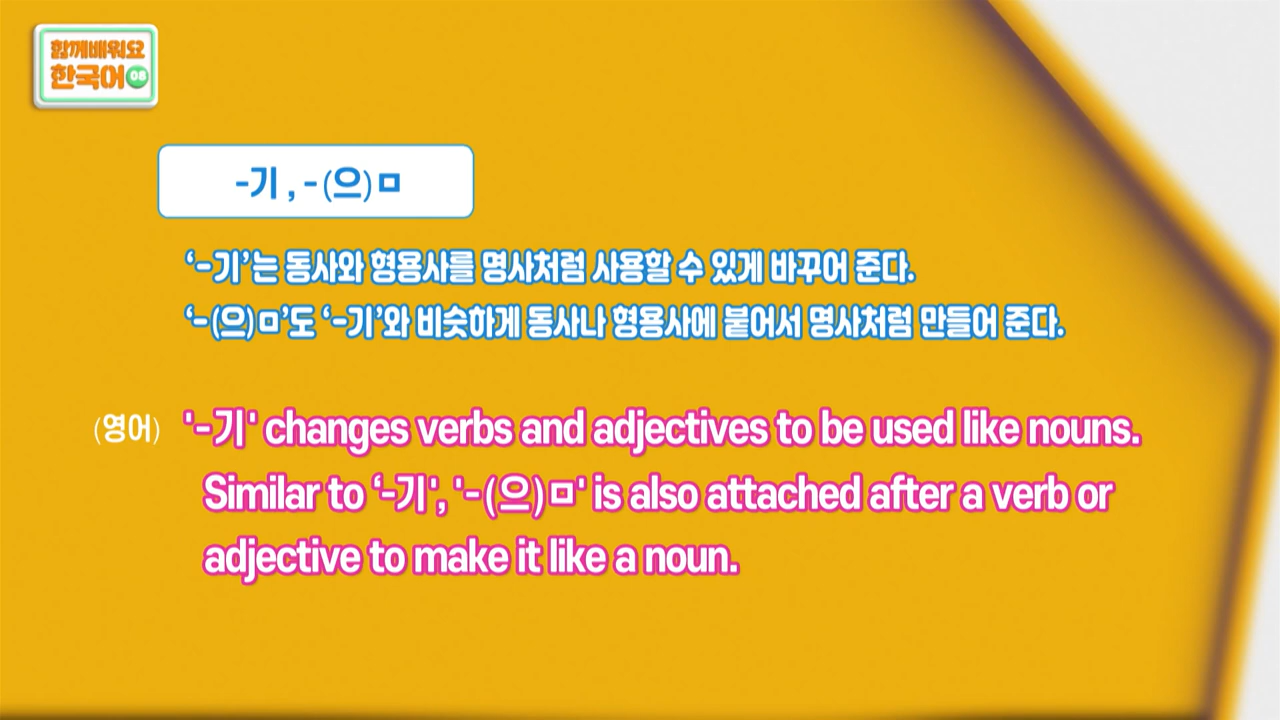 함께배워요
한국어 08
-기 , -(으)ㅁ
‘-기’는 동사와 형용사를 명사처럼 사용할 수 있게 바꾸어 준다.
‘-(으)ㅁ’도 ‘-기’와 비슷하게 동사나 형용사에 붙어서 명사처럼 만들어 준다.
(영어) '-기' changes verbs and adjectives to be used like nouns.
Similar to ‘-기', '-(으)ㅁ' is also attached after a verb or
adjective to make it like a noun.